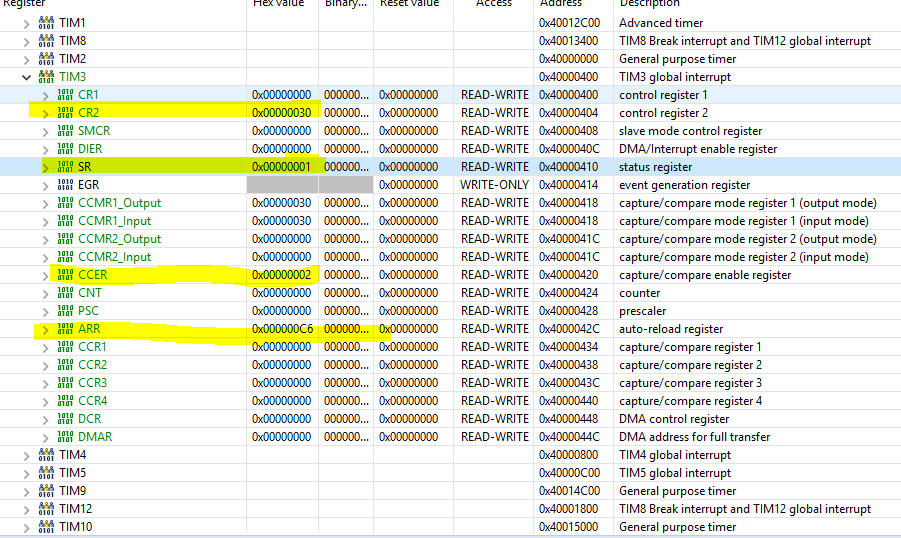 Register Hex value Binary... Reset value Access Address Description
TIM1 0x40012C00 Advanced timer
TIM8 0x40013400 TIM8 Break interrupt and TIM12 global interrupt
TIM2 0x40000000 General purpose timer
TIM3 0x40000400 TIM3 global interrupt
CR1 0x00000000 000000... 0x00000000 READ-WRITE 0x40000400 control register 1
CR2 0x00000030 000000... 0x00000000 READ-WRITE 0x40000404 control register 2
SMCR 0x00000000 000000... 0x00000000 READ-WRITE 0x40000408 slave mode control register
DIER 0x00000000 000000... 0x00000000 READ-WRITE 0x4000040C DMA/Interrupt enable register
SR 0x00000001 000000... 0x00000000 READ-WRITE 0x40000410 status register
EGR 0x00000000 WRITE-ONLY 0x40000414 event generation register
CCMR1_Output 0x00000030 000000... 0x00000000 READ-WRITE 0x40000418 capture/compare mode register 1 (output mode)
CCMR1_Input 0x00000030 000000... 0x00000000 READ-WRITE 0x40000418 capture/compare mode register 1 (input mode)
CCMR2_Output 0x00000000 000000... 0x00000000 READ-WRITE 0x4000041C capture/compare mode register 2 (output mode)
CCMR2_Input 0x00000000 000000... 0x00000000 READ-WRITE 0x4000041C capture/compare mode register 2 (input mode)
CCER 0x00000002 000000... 0x00000000 READ-WRITE 0x40000420 capture/compare enable register
CNT 0x00000000 000000... 0x00000000 READ-WRITE 0x40000424 counter
PSC 0x00000000 000000... 0x00000000 READ-WRITE 0x40000428 prescaler
ARR 0x000000C6 000000... 0x00000000 READ-WRITE 0x4000042C auto-reload register
CCR1 0x00000000 000000... 0x00000000 READ-WRITE 0x40000434 capture/compare register 1
CCR2 0x00000000 000000... 0x00000000 READ-WRITE 0x40000438 capture/compare register 2
CCR3 0x00000000 000000... 0x00000000 READ-WRITE 0x4000043C capture/compare register 3
CCR4 0x00000000 000000... 0x00000000 READ-WRITE 0x40000440 capture/compare register 4
DCR 0x00000000 000000... 0x00000000 READ-WRITE 0x40000448 DMA control register
DMAR 0x00000000 000000... 0x00000000 READ-WRITE 0x4000044C DMA address for full transfer
TIM4 0x40000800 TIM4 global interrupt
TIM5 0x40000C00 TIM5 global interrupt
TIM9 0x40014C00 General purpose timer
TIM12 0x40001800 TIM8 Break interrupt and TIM12 global interrupt
TIM10 0x40015000 General purpose timer